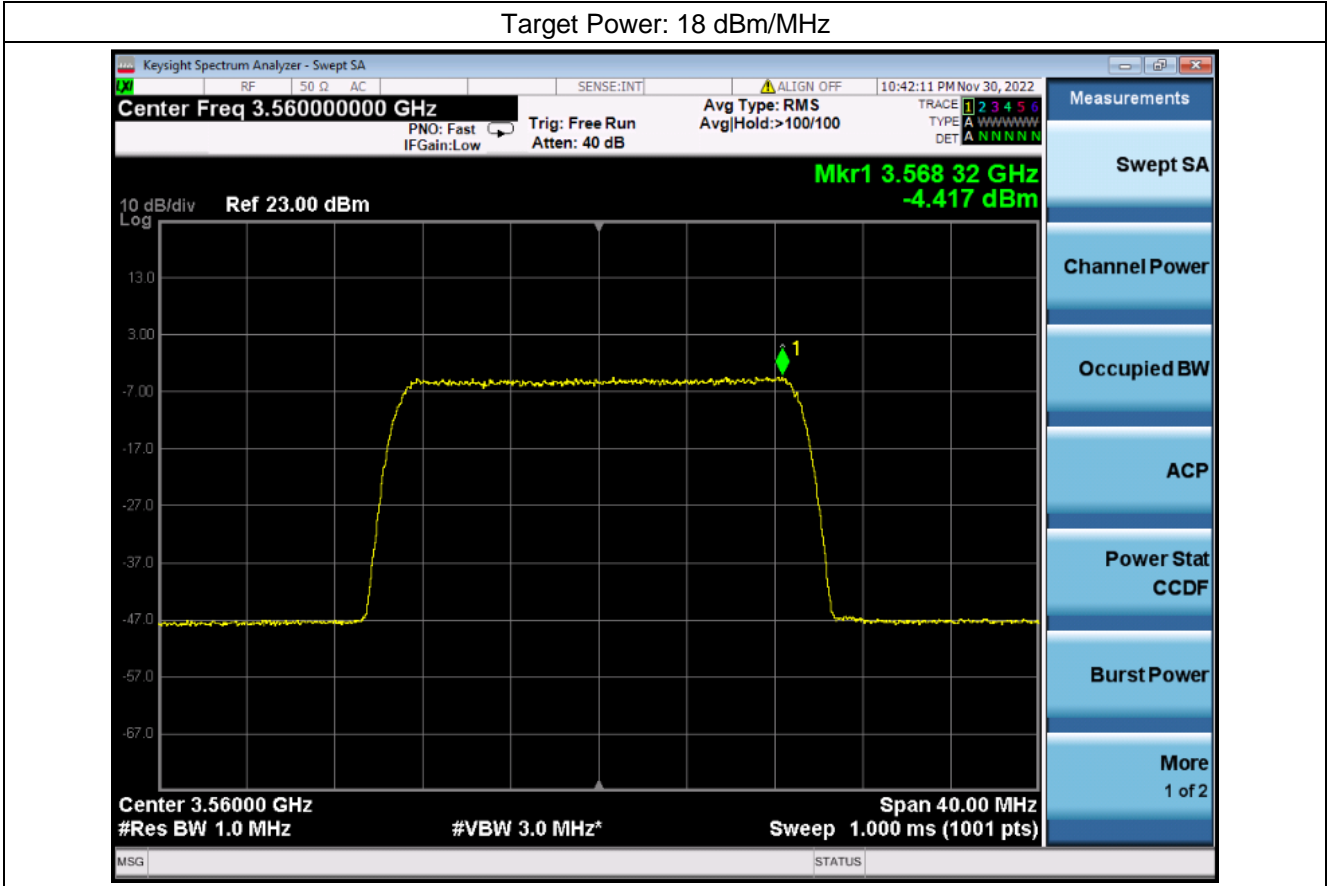 Target Power: 18 dBm/MHz
Keysight Spectrum Analyzer - Swept SA
LXI RF 50 Ω AC SENSE:INT ALIGN OFF 10:42:11 PM Nov 30, 2022
Center Freq 3.560000000 GHz
PNO: Fast
IFGain:Low
Trig: Free Run
Atten: 40 dB
Avg Type: RMS
Avg|Hold:>100/100
TRACE 1 2 3 4 5 6
TYPE A WWWWW
DET A N N N N N
Mkr1 3.568 32 GHz
-4.417 dBm
10 dB/div Ref 23.00 dBm
Log
13.0
3.00
-7.00
-17.0
-27.0
-37.0
-47.0
-57.0
-67.0
1
Center 3.56000 GHz Span 40.00 MHz
#Res BW 1.0 MHz #VBW 3.0 MHz* Sweep 1.000 ms (1001 pts)
MSG STATUS
Measurements
Swept SA
Channel Power
Occupied BW
ACP
Power Stat
CCDF
Burst Power
More
1 of 2